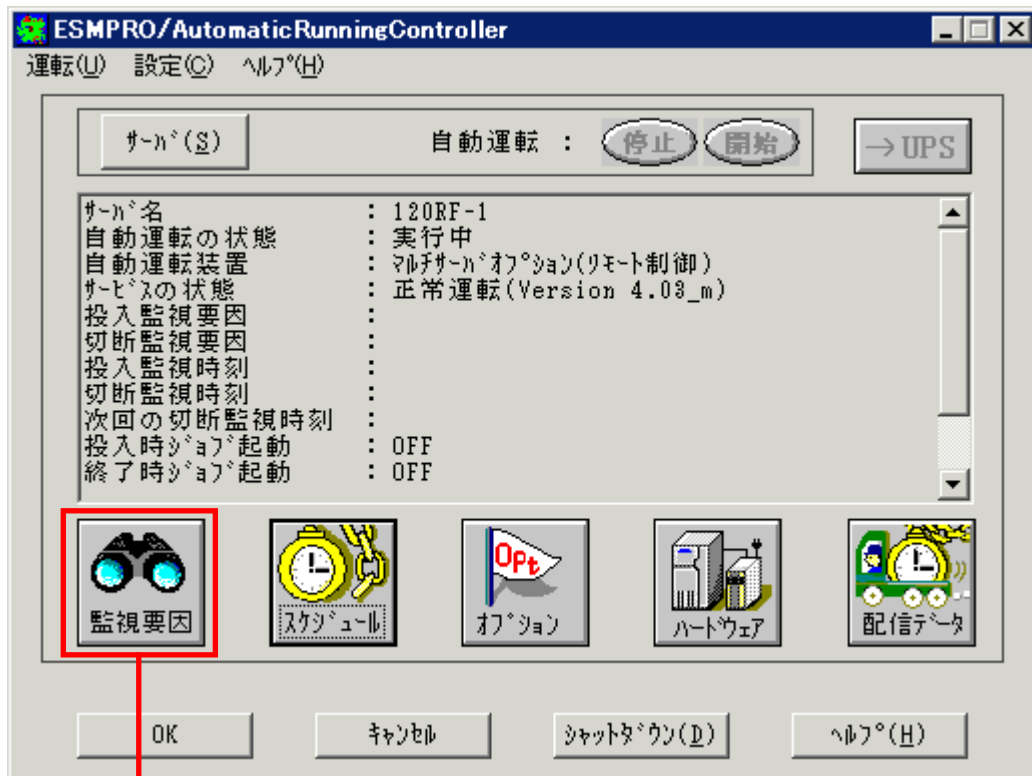 ESMPRO/AutomaticRunningController
運転(U) 設定(C) ﾍﾙﾌﾟ(H)
ｻｰﾊﾞ(S) 自動運転 : 停止 開始 →UPS
ｻｰﾊﾞ名 : 120RF-1
自動運転の状態 : 実行中
自動運転装置 : ﾏﾙﾁｻｰﾊﾞｵﾌﾟｼｮﾝ(ﾘﾓｰﾄ制御)
ｻｰﾋﾞｽの状態 : 正常運転(Version 4.03_m)
投入監視要因 :
切断監視要因 :
投入監視時刻 :
切断監視時刻 :
次回の切断監視時刻 :
投入時ｼﾞｮﾌﾞ起動 : OFF
終了時ｼﾞｮﾌﾞ起動 : OFF
OPt
監視要因 ｽｹｼﾞｭｰﾙ ｵﾌﾟｼｮﾝ ﾊｰﾄﾞｳｪｱ 配信ﾃﾞｰﾀ
OK ｷｬﾝｾﾙ ｼｬｯﾄﾀﾞｳﾝ(D) ﾍﾙﾌﾟ(H)